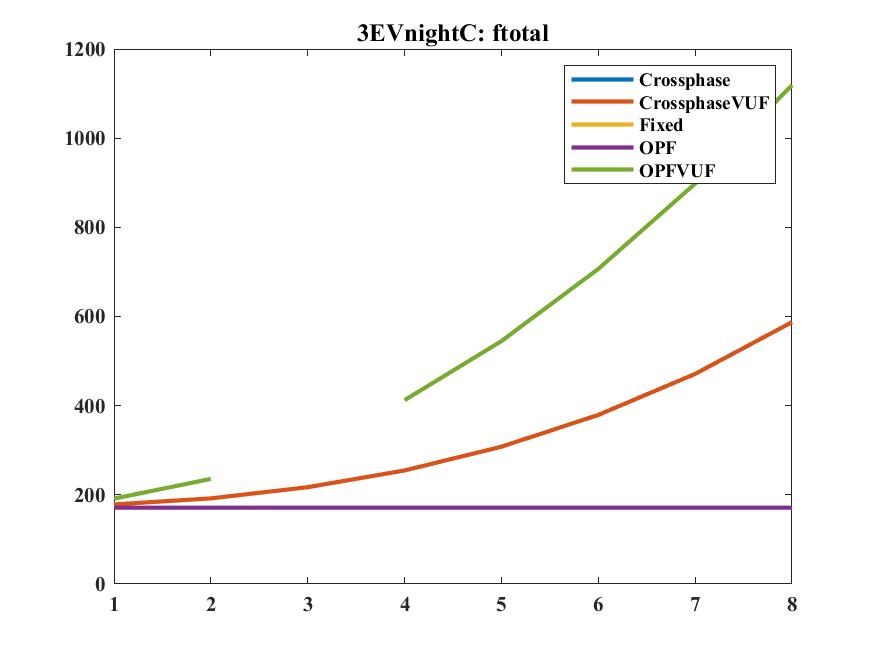 3EVnightC: ftotal
1200
1000
800
600
400
200
0
1 2 3 4 5 6 7 8
Crossphase
CrossphaseVUF
Fixed
OPF
OPFVUF